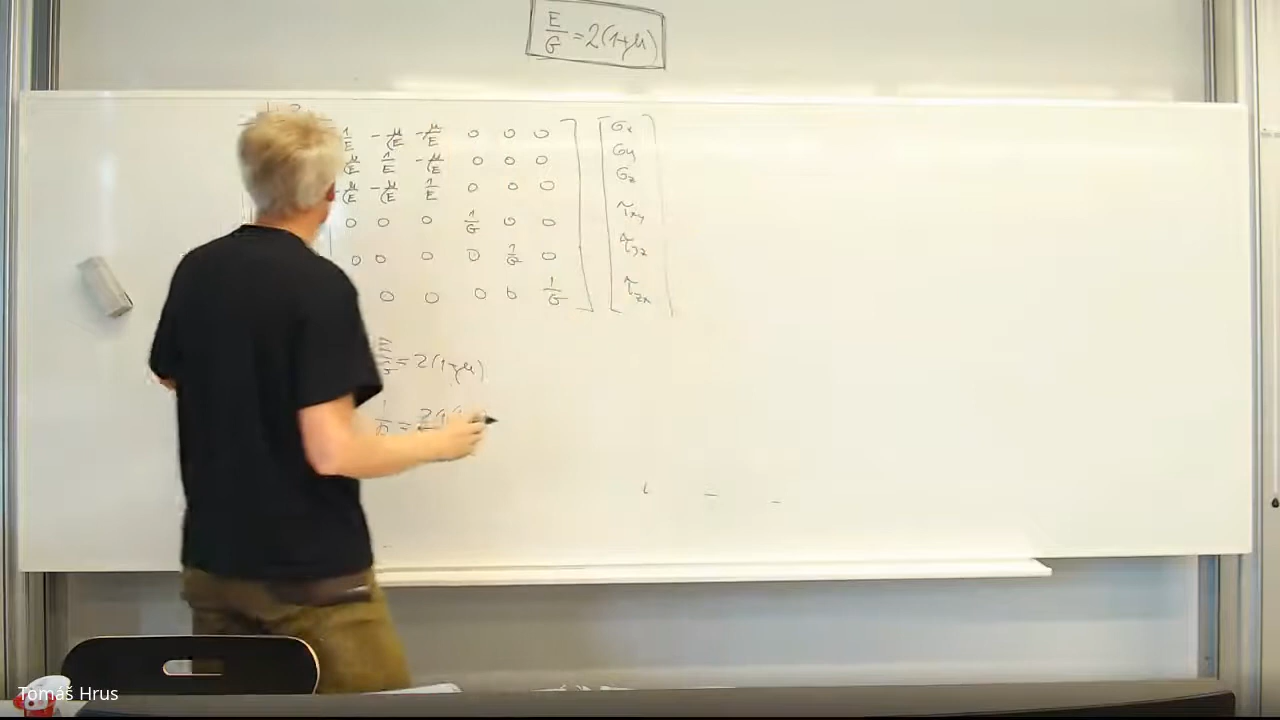 E/G = 2(1+μ)
1/E -μ/E -μ/E 0 0 0 σx
μ/E 1/E -μ/E 0 0 0 σy
-μ/E -μ/E 1/E 0 0 0 σz
0 0 0 1/G 0 0 τxy
0 0 0 0 1/G 0 τyz
0 0 0 0 1/G τzx
E/G = 2(1+μ)
Tomáš Hrus